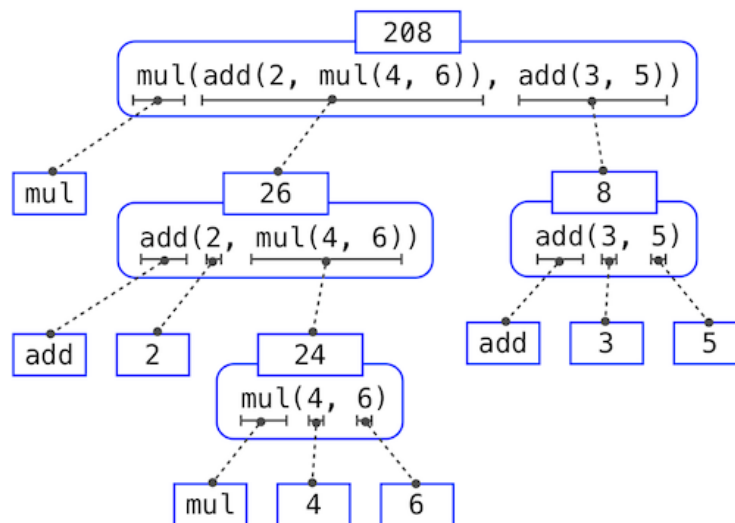 208
mul(add(2, mul(4, 6)), add(3, 5))
mul
26
8
add(2, mul(4, 6))
add(3, 5)
add
2
24
add
3
5
mul(4, 6)
mul
4
6